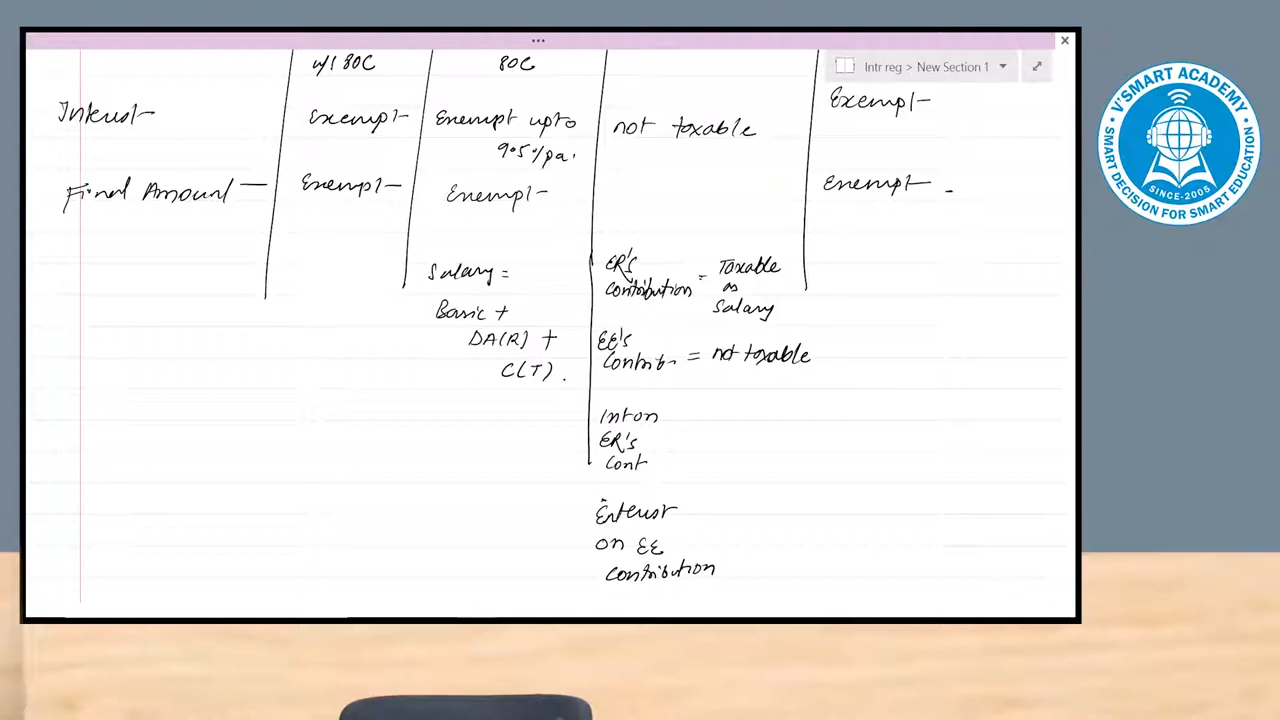 u/s 80C 80C
Intr reg > New Section 1
Interest Exempt Exempt upto not taxable Exempt
9.5%pa.
Final Amount Exempt Exempt Exempt
Salary =
Basic +
DA(R) +
C(T).
ER's
contribution = Taxable
as
salary
EE's
contribn = not taxable
Int on
ER's
Cont
Interest
on EE
contribution
V'SMART ACADEMY
SINCE-2005
SMART DECISION FOR SMART EDUCATION